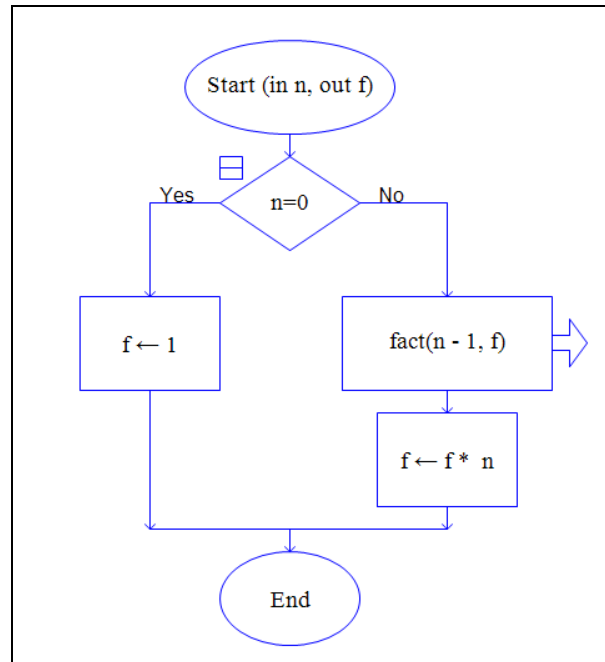 Start (in n, out f)
n=0
Yes
No
f ← 1
fact(n - 1, f)
f ← f * n
End